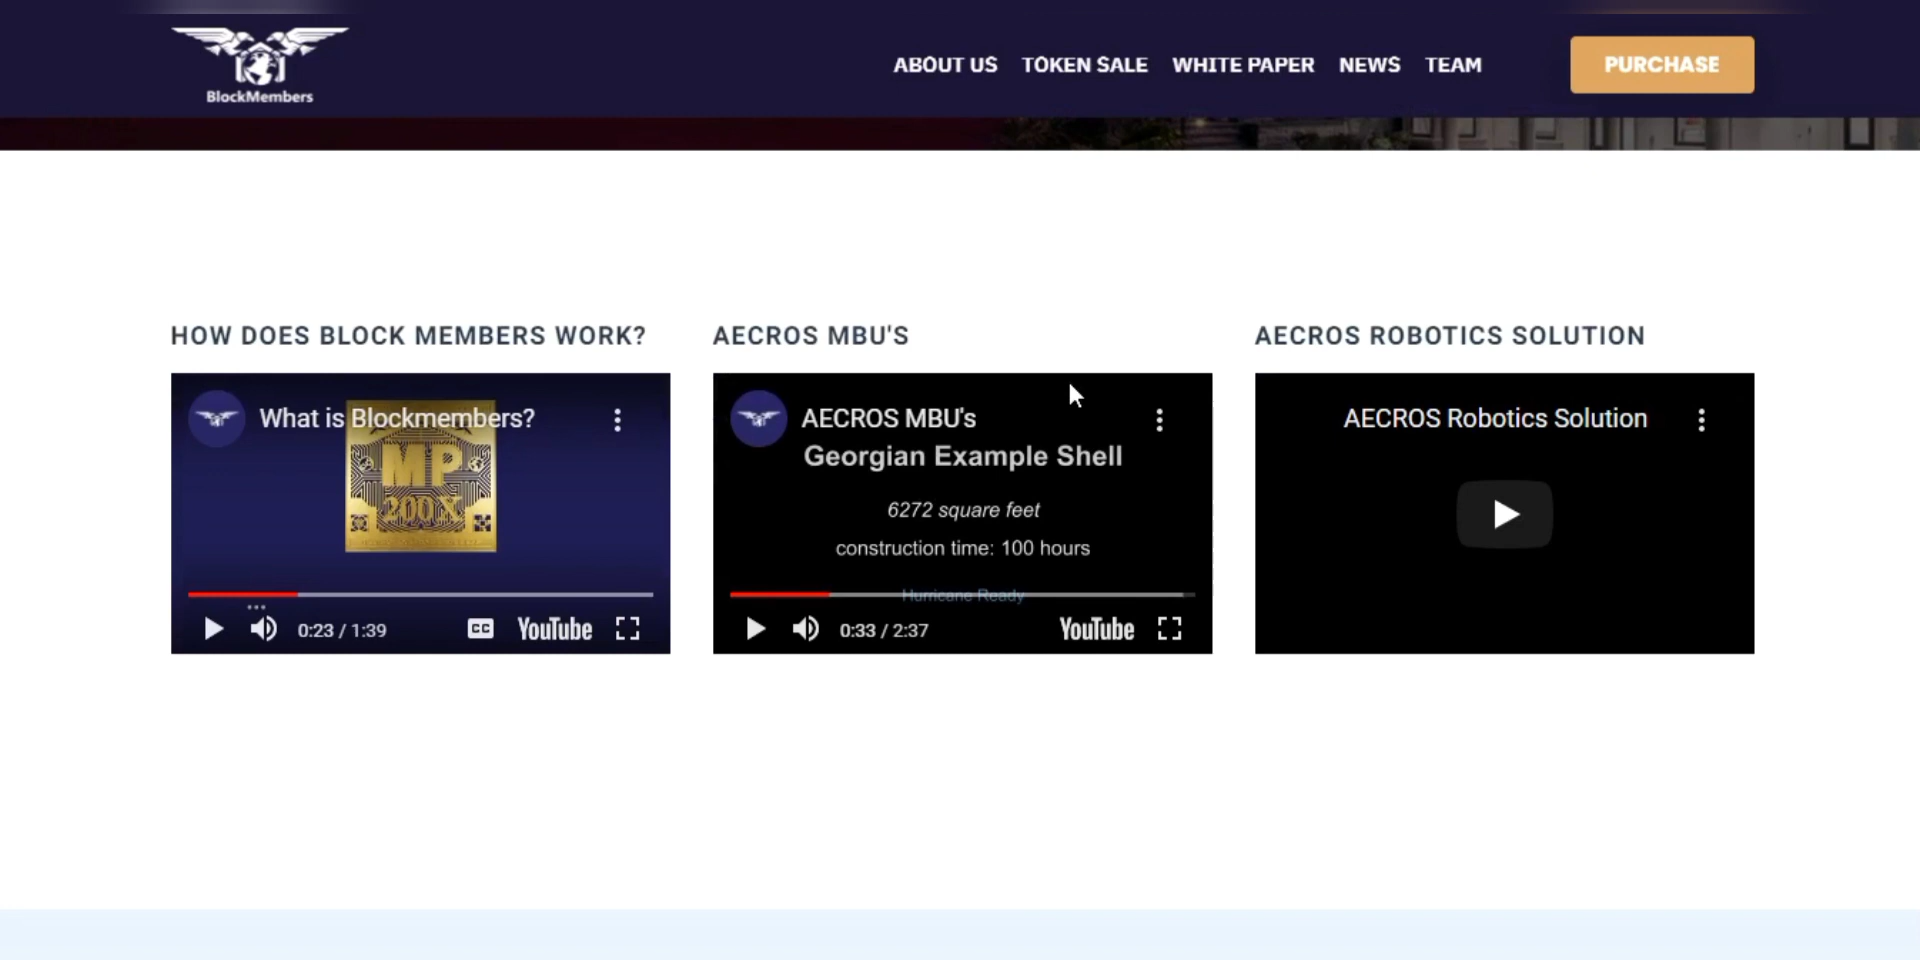 BlockMembers
ABOUT US TOKEN SALE WHITE PAPER NEWS TEAM PURCHASE
HOW DOES BLOCK MEMBERS WORK?
What is Blockmembers?
MP
200X
0:23 / 1:39 CC YouTube
AECROS MBU'S
AECROS MBU's
Georgian Example Shell
6272 square feet
construction time: 100 hours
Hurricane Ready
0:33 / 2:37 YouTube
AECROS ROBOTICS SOLUTION
AECROS Robotics Solution